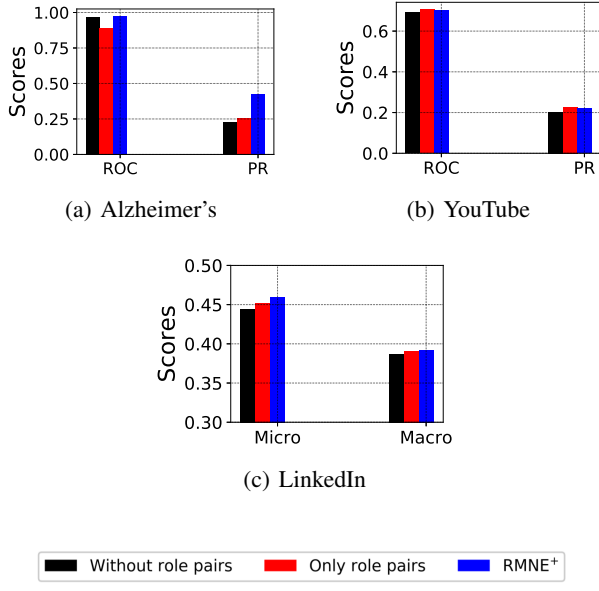 Scores
1.00
0.75
0.50
0.25
0.00
ROC PR
(a) Alzheimer's
Scores
0.6
0.4
0.2
0.0
ROC PR
(b) YouTube
Scores
0.50
0.45
0.40
0.35
0.30
Micro Macro
(c) LinkedIn
Without role pairs Only role pairs RMNE⁺